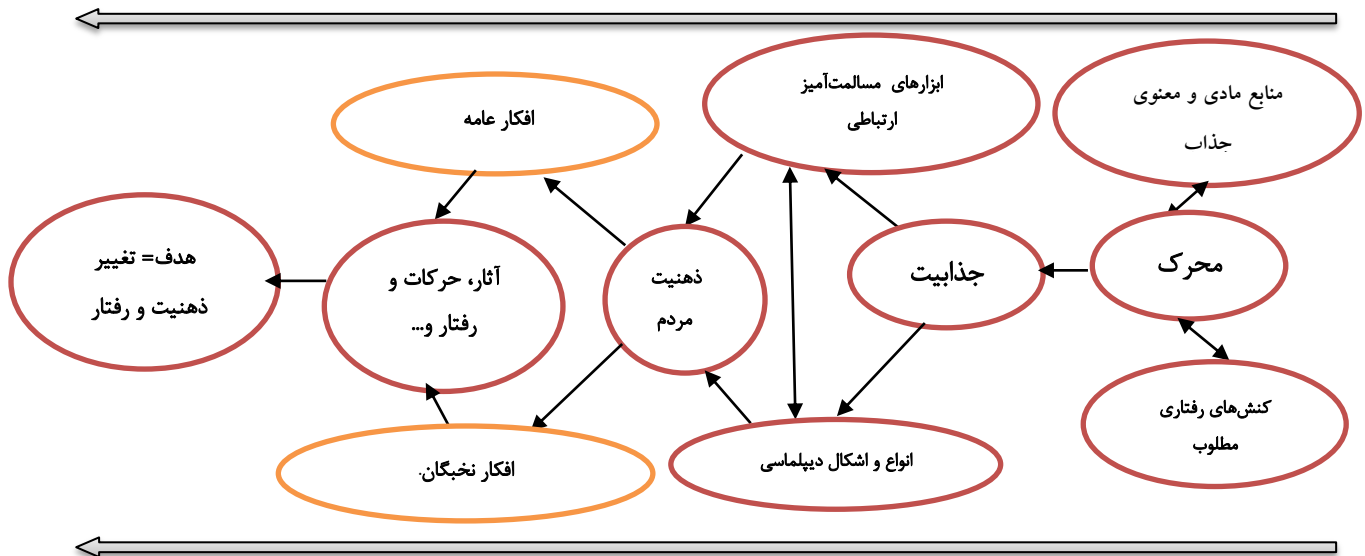 منابع مادی و معنوی
جذاب
محرک
کنش‌های رفتاری
مطلوب
جذابیت
ابزارهای مسالمت‌آمیز
ارتباطی
انواع و اشکال دیپلماسی
ذهنیت
مردم
افکار عامه
افکار نخبگان.
آثار، حرکات و
رفتار و...
هدف= تغییر
ذهنیت و رفتار